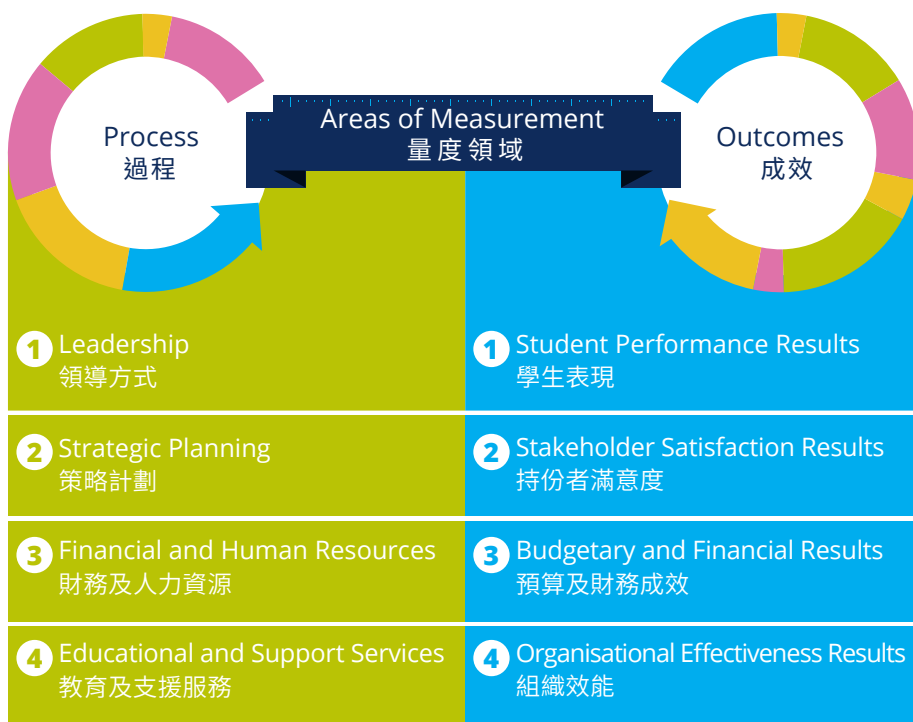 Process
過程
Areas of Measurement
量度領域
Outcomes
成效
1 Leadership
領導方式
2 Strategic Planning
策略計劃
3 Financial and Human Resources
財務及人力資源
4 Educational and Support Services
教育及支援服務
1 Student Performance Results
學生表現
2 Stakeholder Satisfaction Results
持份者滿意度
3 Budgetary and Financial Results
預算及財務成效
4 Organisational Effectiveness Results
組織效能